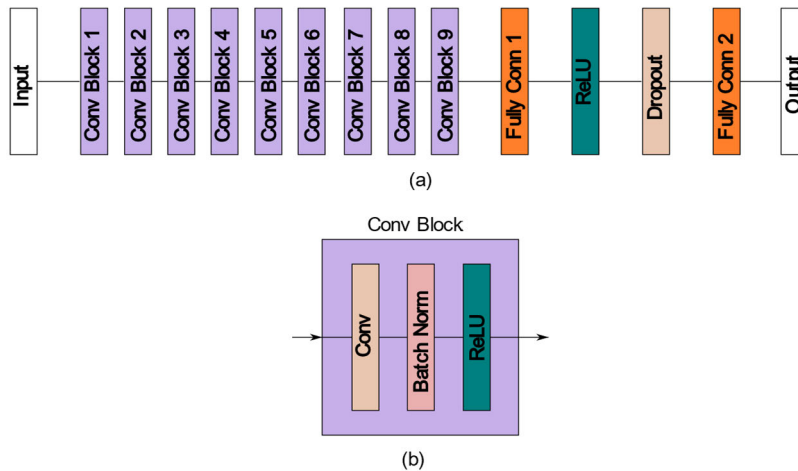 Input
Conv Block 1
Conv Block 2
Conv Block 3
Conv Block 4
Conv Block 5
Conv Block 6
Conv Block 7
Conv Block 8
Conv Block 9
Fully Conn 1
ReLU
Dropout
Fully Conn 2
Output
(a)
Conv Block
Conv
Batch Norm
ReLU
(b)